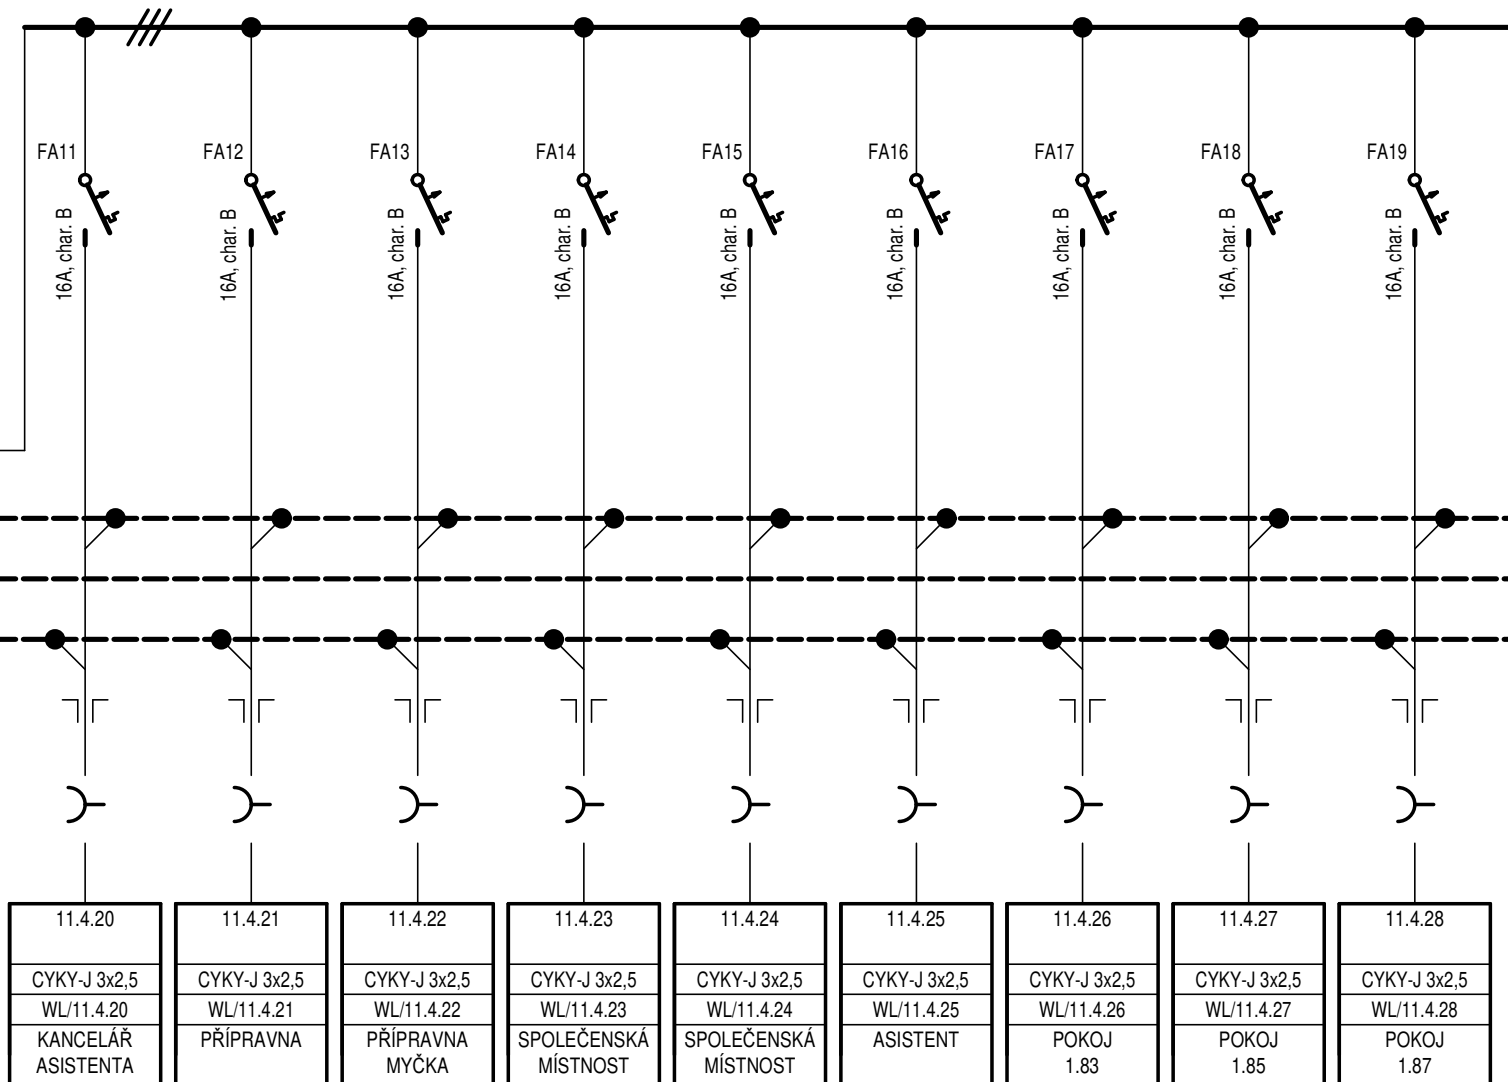 FA11 FA12 FA13 FA14 FA15 FA16 FA17 FA18 FA19
16A, char. B 16A, char. B 16A, char. B 16A, char. B 16A, char. B 16A, char. B 16A, char. B 16A, char. B 16A, char. B
11.4.20 11.4.21 11.4.22 11.4.23 11.4.24 11.4.25 11.4.26 11.4.27 11.4.28
CYKY-J 3x2,5 CYKY-J 3x2,5 CYKY-J 3x2,5 CYKY-J 3x2,5 CYKY-J 3x2,5 CYKY-J 3x2,5 CYKY-J 3x2,5 CYKY-J 3x2,5 CYKY-J 3x2,5
WL/11.4.20 WL/11.4.21 WL/11.4.22 WL/11.4.23 WL/11.4.24 WL/11.4.25 WL/11.4.26 WL/11.4.27 WL/11.4.28
KANCELÁŘ PŘÍPRAVNA PŘÍPRAVNA SPOLEČENSKÁ SPOLEČENSKÁ ASISTENT POKOJ POKOJ POKOJ
ASISTENTA MYČKA MÍSTNOST MÍSTNOST 1.83 1.85 1.87